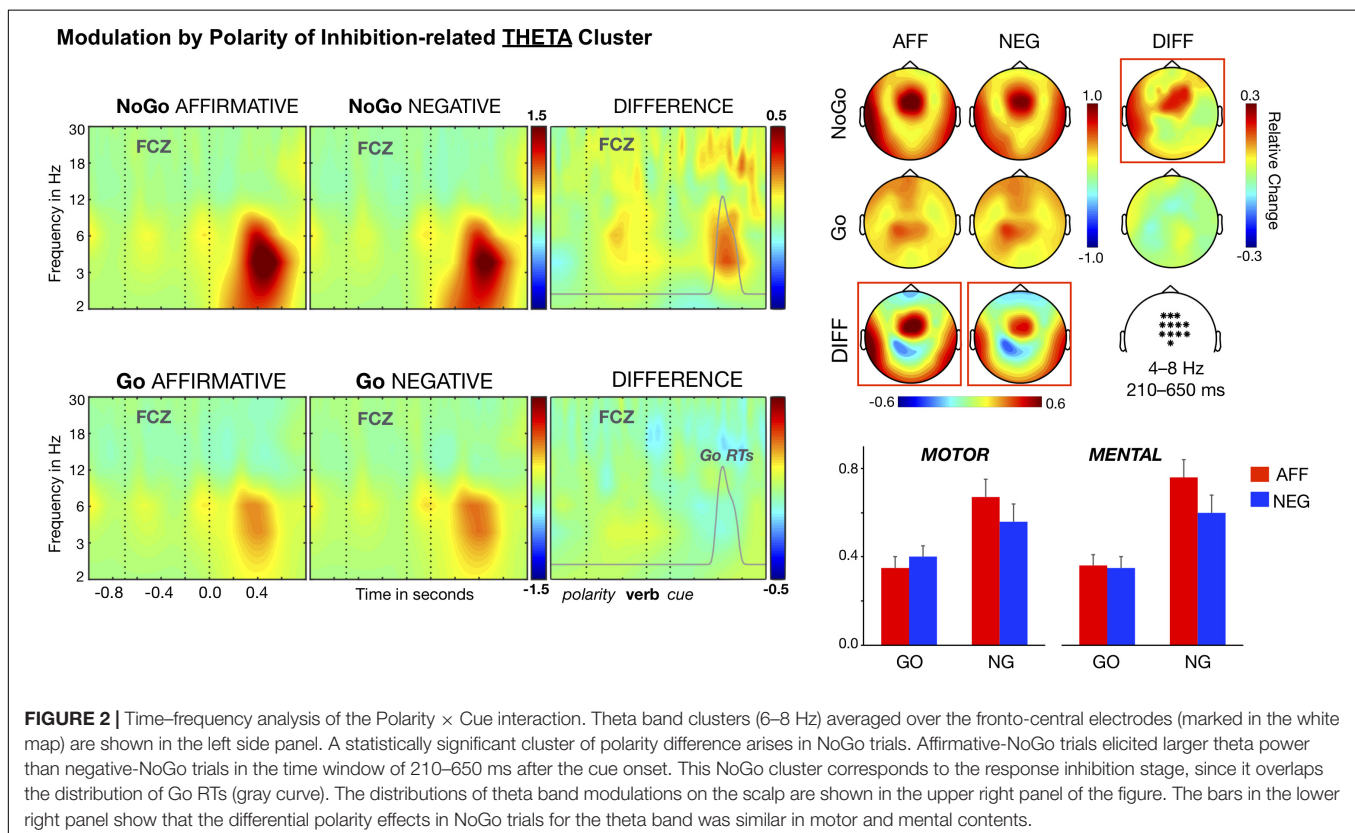 Modulation by Polarity of Inhibition-related THETA Cluster
NoGo AFFIRMATIVE
NoGo NEGATIVE
DIFFERENCE
Frequency in Hz
30
18
12
6
3
2
FCZ
FCZ
1.5
FCZ
0.5
Go AFFIRMATIVE
Go NEGATIVE
DIFFERENCE
Frequency in Hz
30
18
12
6
3
2
FCZ
FCZ
FCZ
Go RTs
-1.5
-0.5
-0.8 -0.4 0.0 0.4
Time in seconds
polarity verb cue
AFF NEG DIFF
NoGo
Go
DIFF
1.0
-1.0
0.3
-0.3
Relative Change
-0.6 0.6
4–8 Hz
210–650 ms
MOTOR MENTAL
0.8
0.4
0.0
GO NG GO NG
AFF
NEG
FIGURE 2 | Time–frequency analysis of the Polarity × Cue interaction. Theta band clusters (6–8 Hz) averaged over the fronto-central electrodes (marked in the white
map) are shown in the left side panel. A statistically significant cluster of polarity difference arises in NoGo trials. Affirmative-NoGo trials elicited larger theta power
than negative-NoGo trials in the time window of 210–650 ms after the cue onset. This NoGo cluster corresponds to the response inhibition stage, since it overlaps
the distribution of Go RTs (gray curve). The distributions of theta band modulations on the scalp are shown in the upper right panel of the figure. The bars in the lower
right panel show that the differential polarity effects in NoGo trials for the theta band was similar in motor and mental contents.